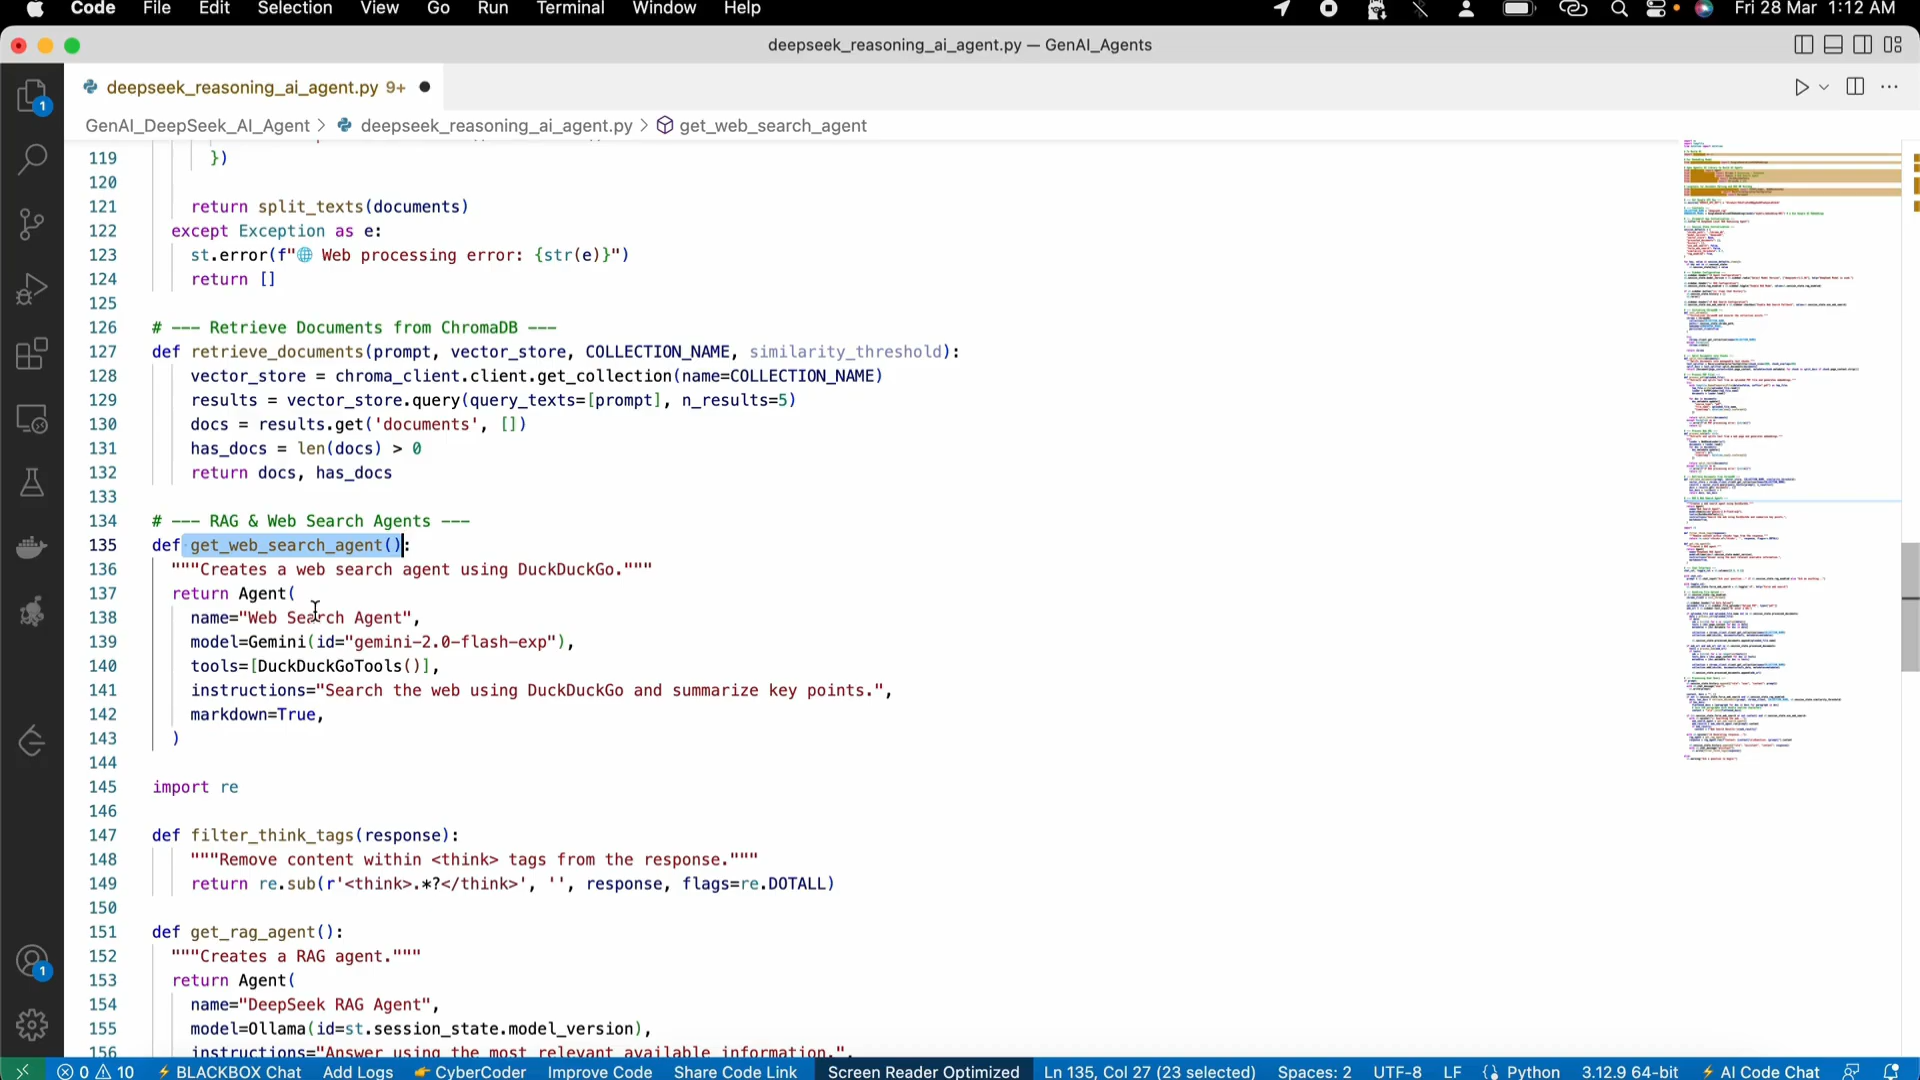 Code File Edit Selection View Go Run Terminal Window Help Fri 28 Mar 1:12 AM
deepseek_reasoning_ai_agent.py — GenAI_Agents
deepseek_reasoning_ai_agent.py 9+
GenAI_DeepSeek_AI_Agent > deepseek_reasoning_ai_agent.py > get_web_search_agent
119 })
120
121 return split_texts(documents)
122 except Exception as e:
123 st.error(f"🌐 Web processing error: {str(e)}")
124 return []
125
126 # --- Retrieve Documents from ChromaDB ---
127 def retrieve_documents(prompt, vector_store, COLLECTION_NAME, similarity_threshold):
128 vector_store = chroma_client.client.get_collection(name=COLLECTION_NAME)
129 results = vector_store.query(query_texts=[prompt], n_results=5)
130 docs = results.get('documents', [])
131 has_docs = len(docs) > 0
132 return docs, has_docs
133
134 # --- RAG & Web Search Agents ---
135 def get_web_search_agent():
136 """Creates a web search agent using DuckDuckGo."""
137 return Agent(
138 name="Web Search Agent",
139 model=Gemini(id="gemini-2.0-flash-exp"),
140 tools=[DuckDuckGoTools()],
141 instructions="Search the web using DuckDuckGo and summarize key points.",
142 markdown=True,
143 )
144
145 import re
146
147 def filter_think_tags(response):
148 """Remove content within <think> tags from the response."""
149 return re.sub(r'<think>.*?</think>', '', response, flags=re.DOTALL)
150
151 def get_rag_agent():
152 """Creates a RAG agent."""
153 return Agent(
154 name="DeepSeek RAG Agent",
155 model=Ollama(id=st.session_state.model_version),
156 instructions="Answer using the most relevant available information.",
1
1
0 10 BLACKBOX Chat Add Logs CyberCoder Improve Code Share Code Link Screen Reader Optimized Ln 135, Col 27 (23 selected) Spaces: 2 UTF-8 LF {} Python 3.12.9 64-bit AI Code Chat